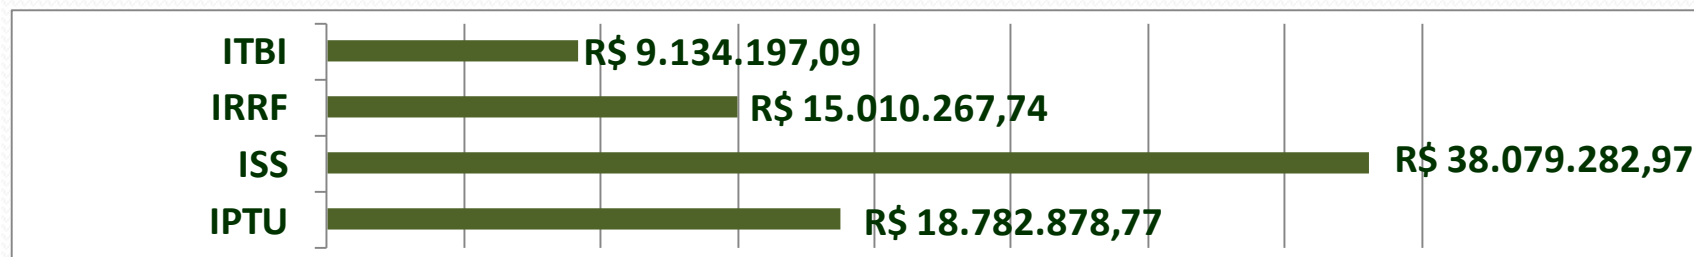 ITBI R$ 9.134.197,09
IRRF R$ 15.010.267,74
ISS R$ 38.079.282,97
IPTU R$ 18.782.878,77